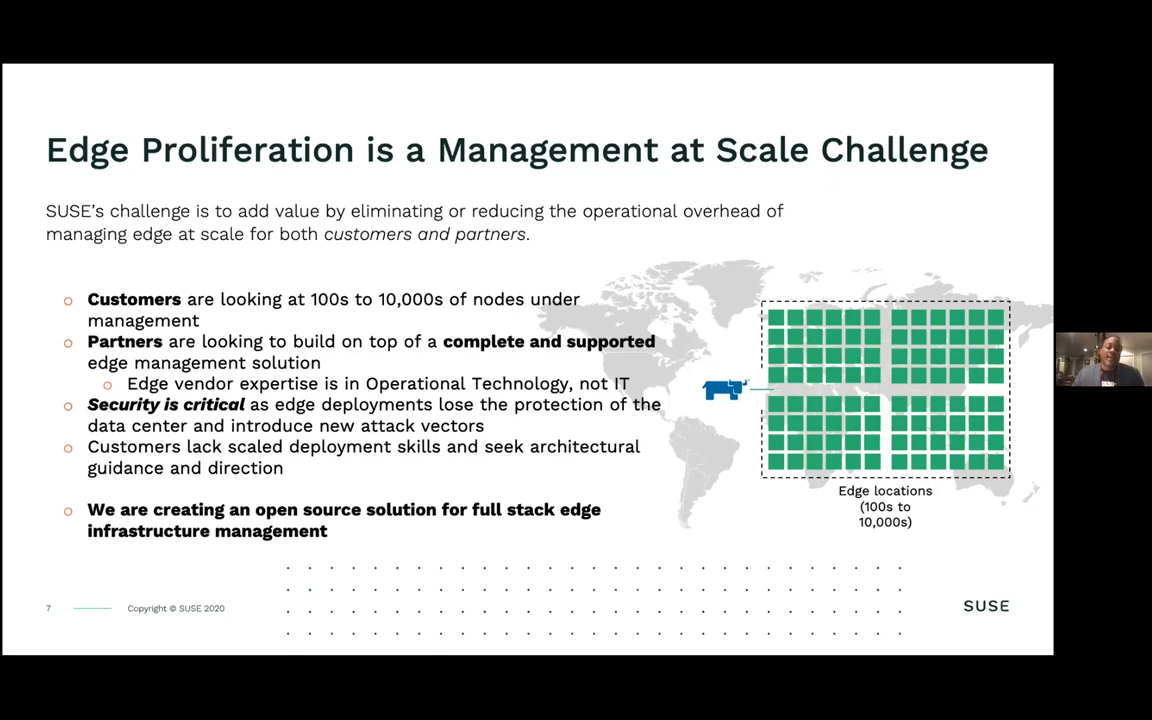 Edge Proliferation is a Management at Scale Challenge
SUSE's challenge is to add value by eliminating or reducing the operational overhead of
managing edge at scale for both customers and partners.
Customers are looking at 100s to 10,000s of nodes under
management
Partners are looking to build on top of a complete and supported
edge management solution
Edge vendor expertise is in Operational Technology, not IT
Security is critical as edge deployments lose the protection of the
data center and introduce new attack vectors
Customers lack scaled deployment skills and seek architectural
guidance and direction
We are creating an open source solution for full stack edge
infrastructure management
Edge locations
(100s to
10,000s)
7
Copyright © SUSE 2020
SUSE